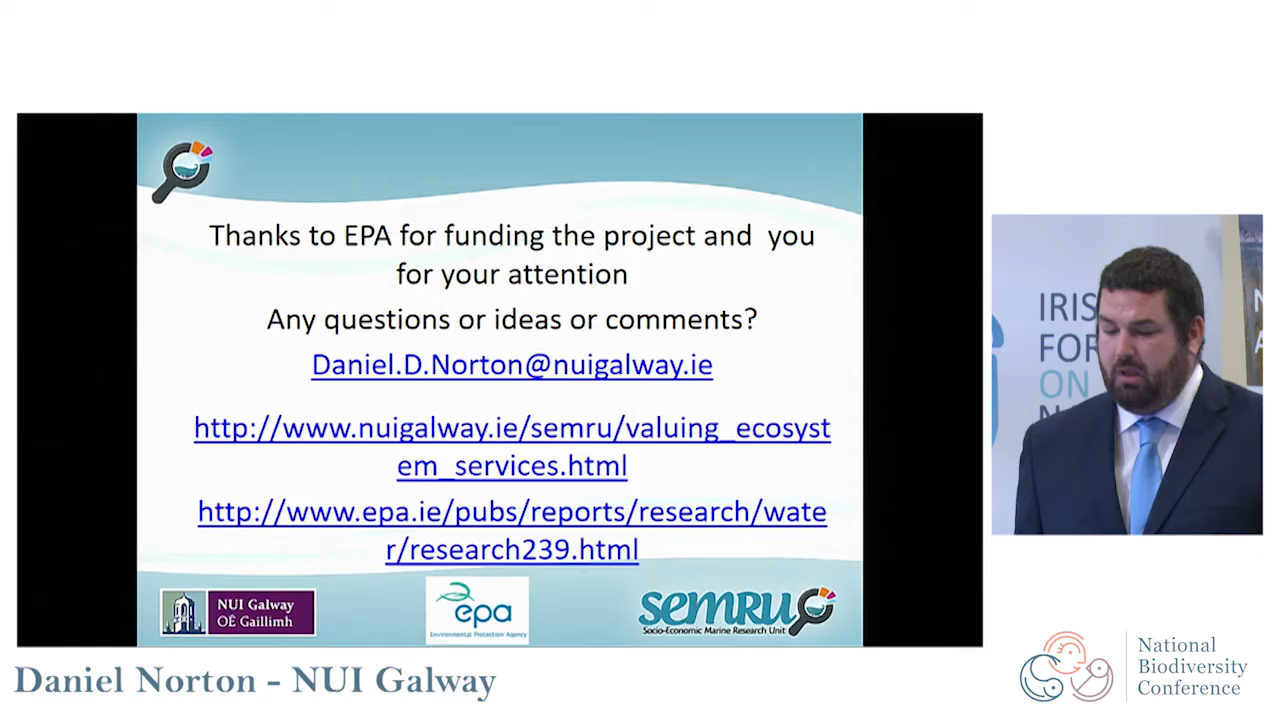 Thanks to EPA for funding the project and  you
for your attention
Any questions or ideas or comments?
Daniel.D.Norton@nuigalway.ie
http://www.nuigalway.ie/semru/valuing_ecosyst
em_services.html
http://www.epa.ie/pubs/reports/research/wate
r/research239.html
NUI Galway
OÉ Gaillimh
epa
Environmental Protection Agency
SEMRU
Socio-Economic Marine Research Unit
IRIS
FOR
ON
Daniel Norton - NUI Galway
National
Biodiversity
Conference